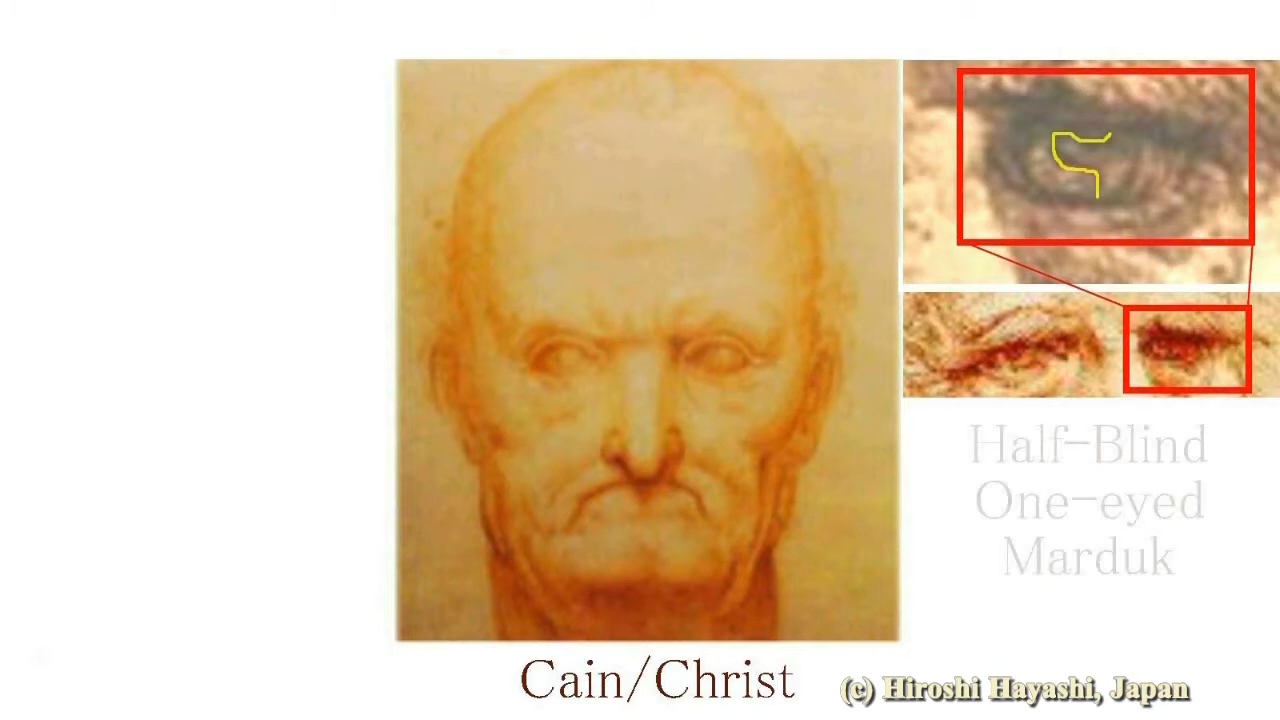 Half-Blind
One-eyed
Marduk
Cain/Christ
(c) Hiroshi Hayashi, Japan